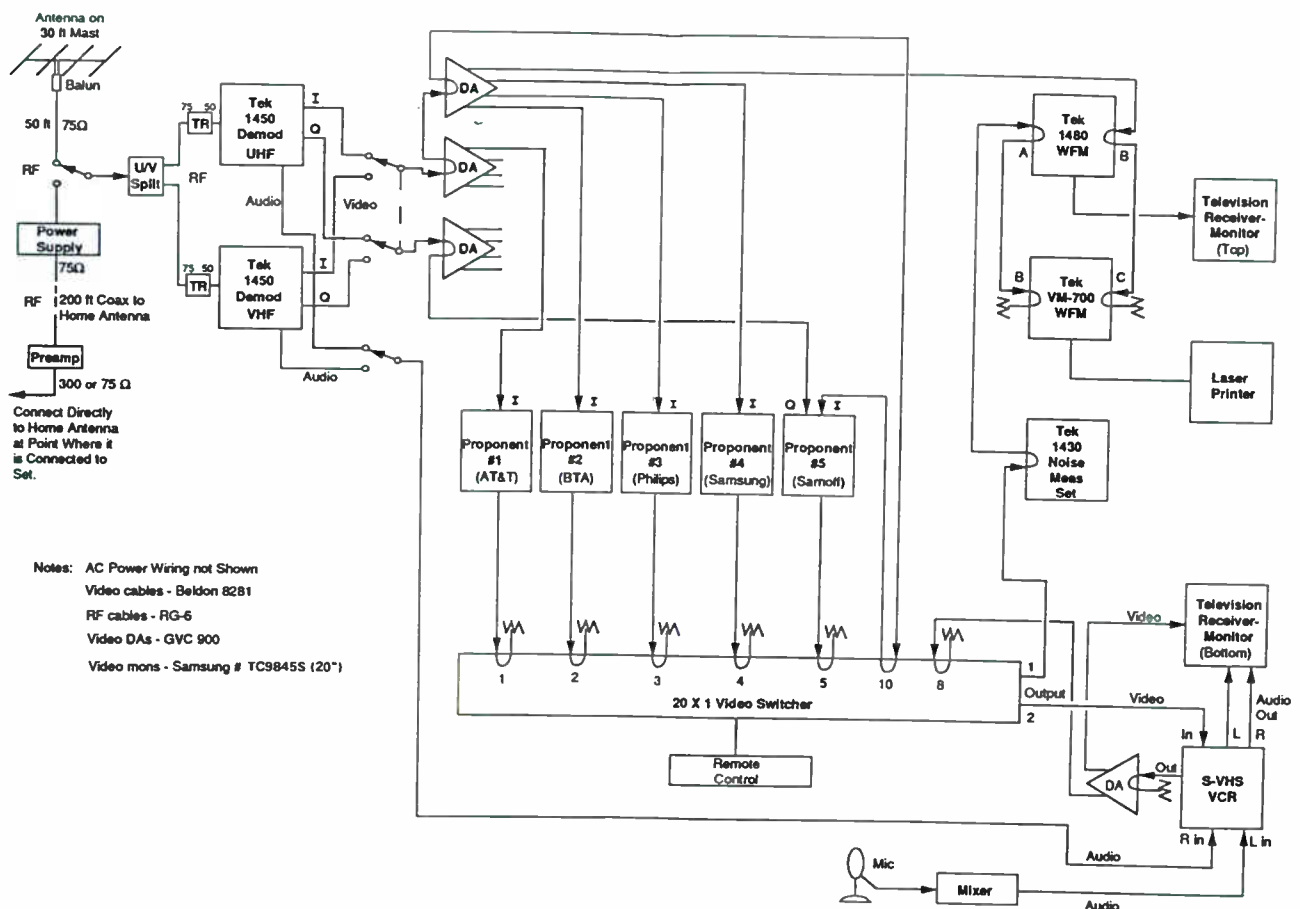 Antenna on
30 ft Mast
Balun
50 ft
75Ω
RF
U/V
Split
Power
Supply
75Ω
RF
200 ft Coax to
Home Antenna
Preamp
300 or 75 Ω
Connect Directly
to Home Antenna
at Point Where it
is Connected to
Set.
75 50
TR
RF
75 50
TR
Tek
1450
Demod
UHF
I
Q
Audio
Video
Tek
1450
Demod
VHF
I
Q
Audio
DA
DA
DA
Tek
1480
WFM
A
B
Television
Receiver-
Monitor
(Top)
Tek
VM-700
WFM
B
C
Laser
Printer
Tek
1430
Noise
Meas
Set
I
Proponent
#1
(AT&T)
I
Proponent
#2
(BTA)
I
Proponent
#3
(Philips)
I
Proponent
#4
(Samsung)
Q
I
Proponent
#5
(Sarnoff)
Notes: AC Power Wiring not Shown
Video cables - Beldon 8281
RF cables - RG-6
Video DAs - GVC 900
Video mons - Samsung # TC9845S (20")
1
2
3
4
5
10
8
20 X 1 Video Switcher
1
Output
2
Remote
Control
Video
Television
Receiver-
Monitor
(Bottom)
Video
Audio
Out
In
L
R
Out
DA
S-VHS
VCR
R in
L in
Audio
Mic
Mixer
Audio